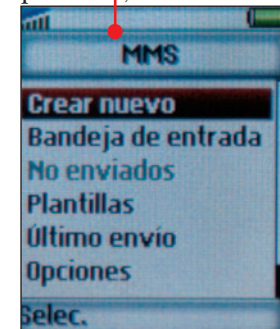 MMS
Crear nuevo
Bandeja de entrada
No enviados
Plantillas
Último envío
Opciones
Selec.